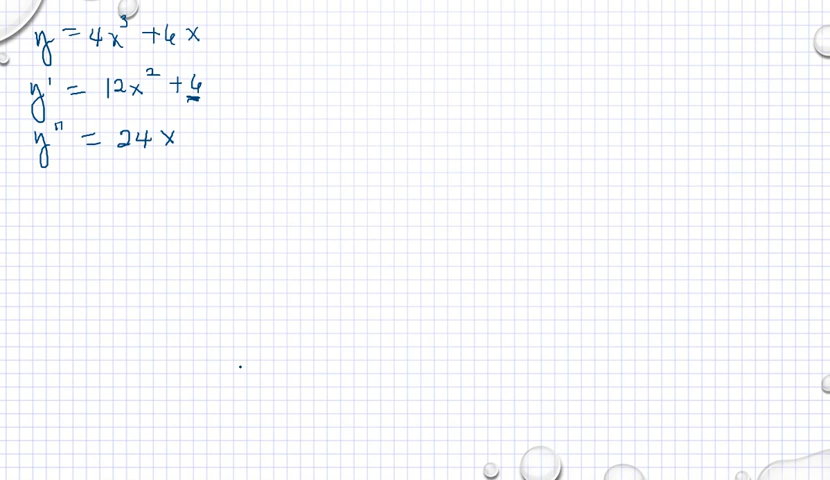 y = 4x³ + 6x
y' = 12x² + 6
y" = 24x